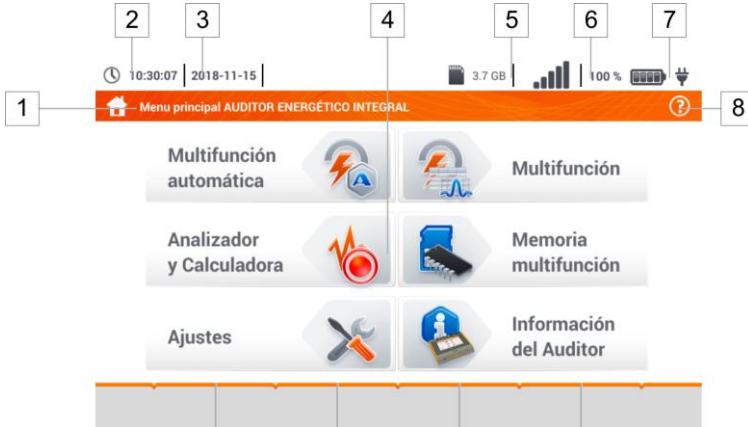 2 3 4 5 6 7
10:30:07 2018-11-15 3.7 GB 100 %
1 Menu principal AUDITOR ENERGÉTICO INTEGRAL 8
Multifunción
automática
Multifunción
Analizador
y Calculadora
Memoria
multifunción
Ajustes
Información
del Auditor